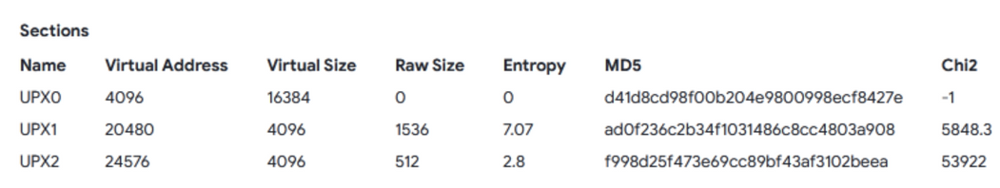 Sections
Name Virtual Address Virtual Size Raw Size Entropy MD5 Chi2
UPX0 4096 16384 0 0 d41d8cd98f00b204e9800998ecf8427e -1
UPX1 20480 4096 1536 7.07 ad0f236c2b34f1031486c8cc4803a908 5848.3
UPX2 24576 4096 512 2.8 f998d25f473e69cc89bf43af3102beea 53922